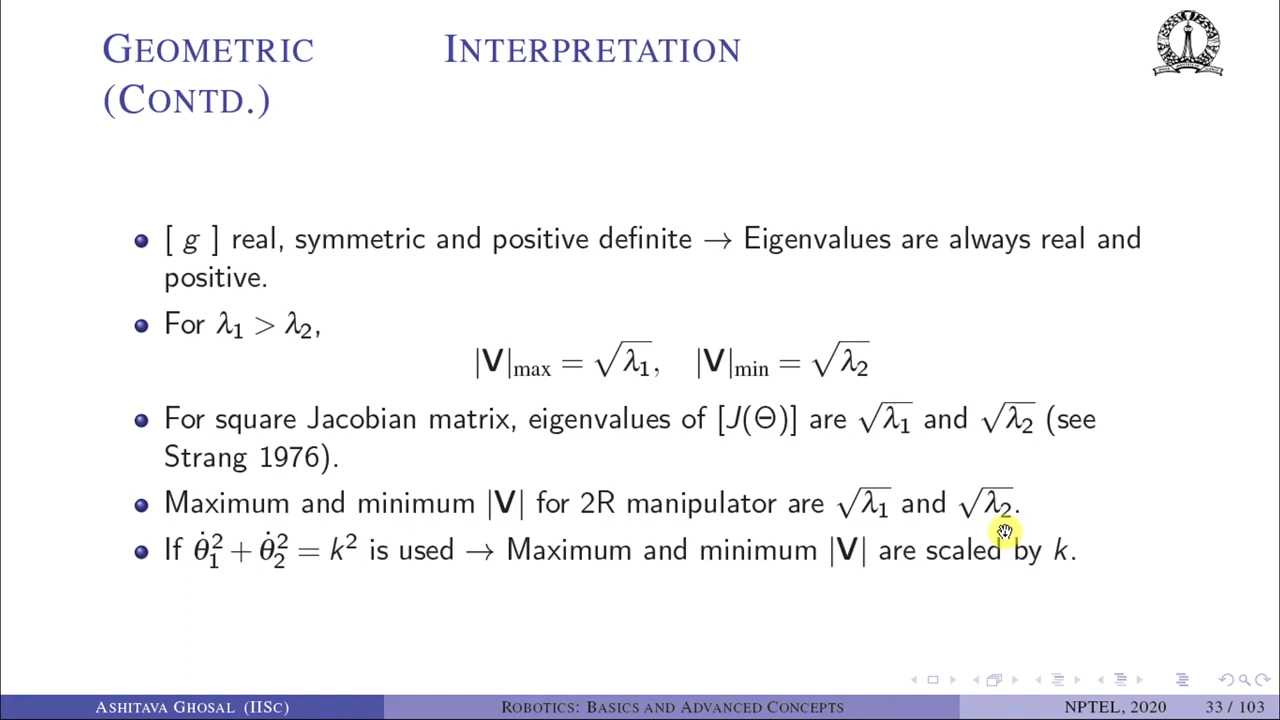 GEOMETRIC INTERPRETATION
(CONTD.)
[ g ] real, symmetric and positive definite → Eigenvalues are always real and
positive.
For λ₁ > λ₂,
|V|max = √λ₁, |V|min = √λ₂
For square Jacobian matrix, eigenvalues of [J(Θ)] are √λ₁ and √λ₂ (see
Strang 1976).
Maximum and minimum |V| for 2R manipulator are √λ₁ and √λ₂.
If θ̇₁² + θ̇₂² = k² is used → Maximum and minimum |V| are scaled by k.
ASHITAVA GHOSAL (IISC) ROBOTICS: BASICS AND ADVANCED CONCEPTS NPTEL, 2020 33 / 103